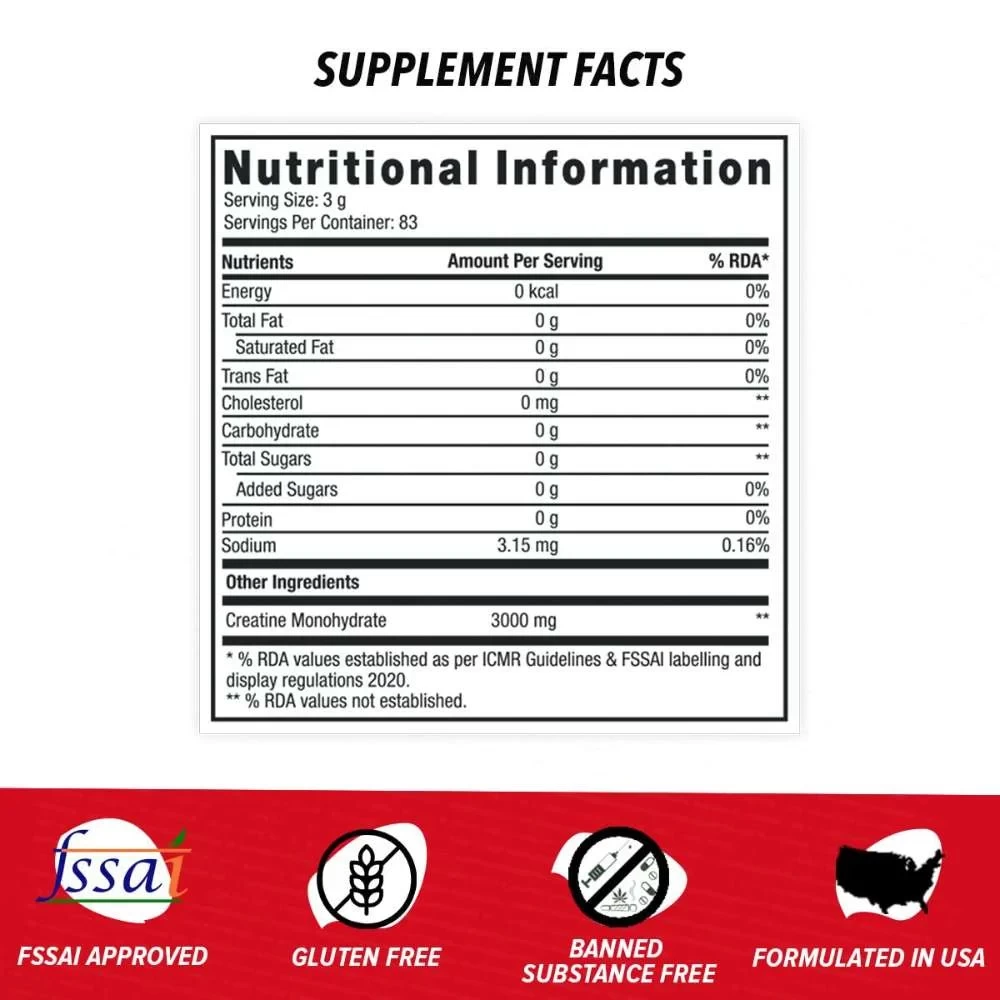 SUPPLEMENT FACTS
Nutritional Information
Serving Size: 3 g
Servings Per Container: 83
Nutrients Amount Per Serving % RDA*
Energy 0 kcal 0%
Total Fat 0 g 0%
Saturated Fat 0 g 0%
Trans Fat 0 g 0%
Cholesterol 0 mg **
Carbohydrate 0 g **
Total Sugars 0 g **
Added Sugars 0 g 0%
Protein 0 g 0%
Sodium 3.15 mg 0.16%
Other Ingredients
Creatine Monohydrate 3000 mg **
* % RDA values established as per ICMR Guidelines & FSSAI labelling and
display regulations 2020.
** % RDA values not established.
fssai
FSSAI APPROVED
GLUTEN FREE
BANNED
SUBSTANCE FREE
FORMULATED IN USA